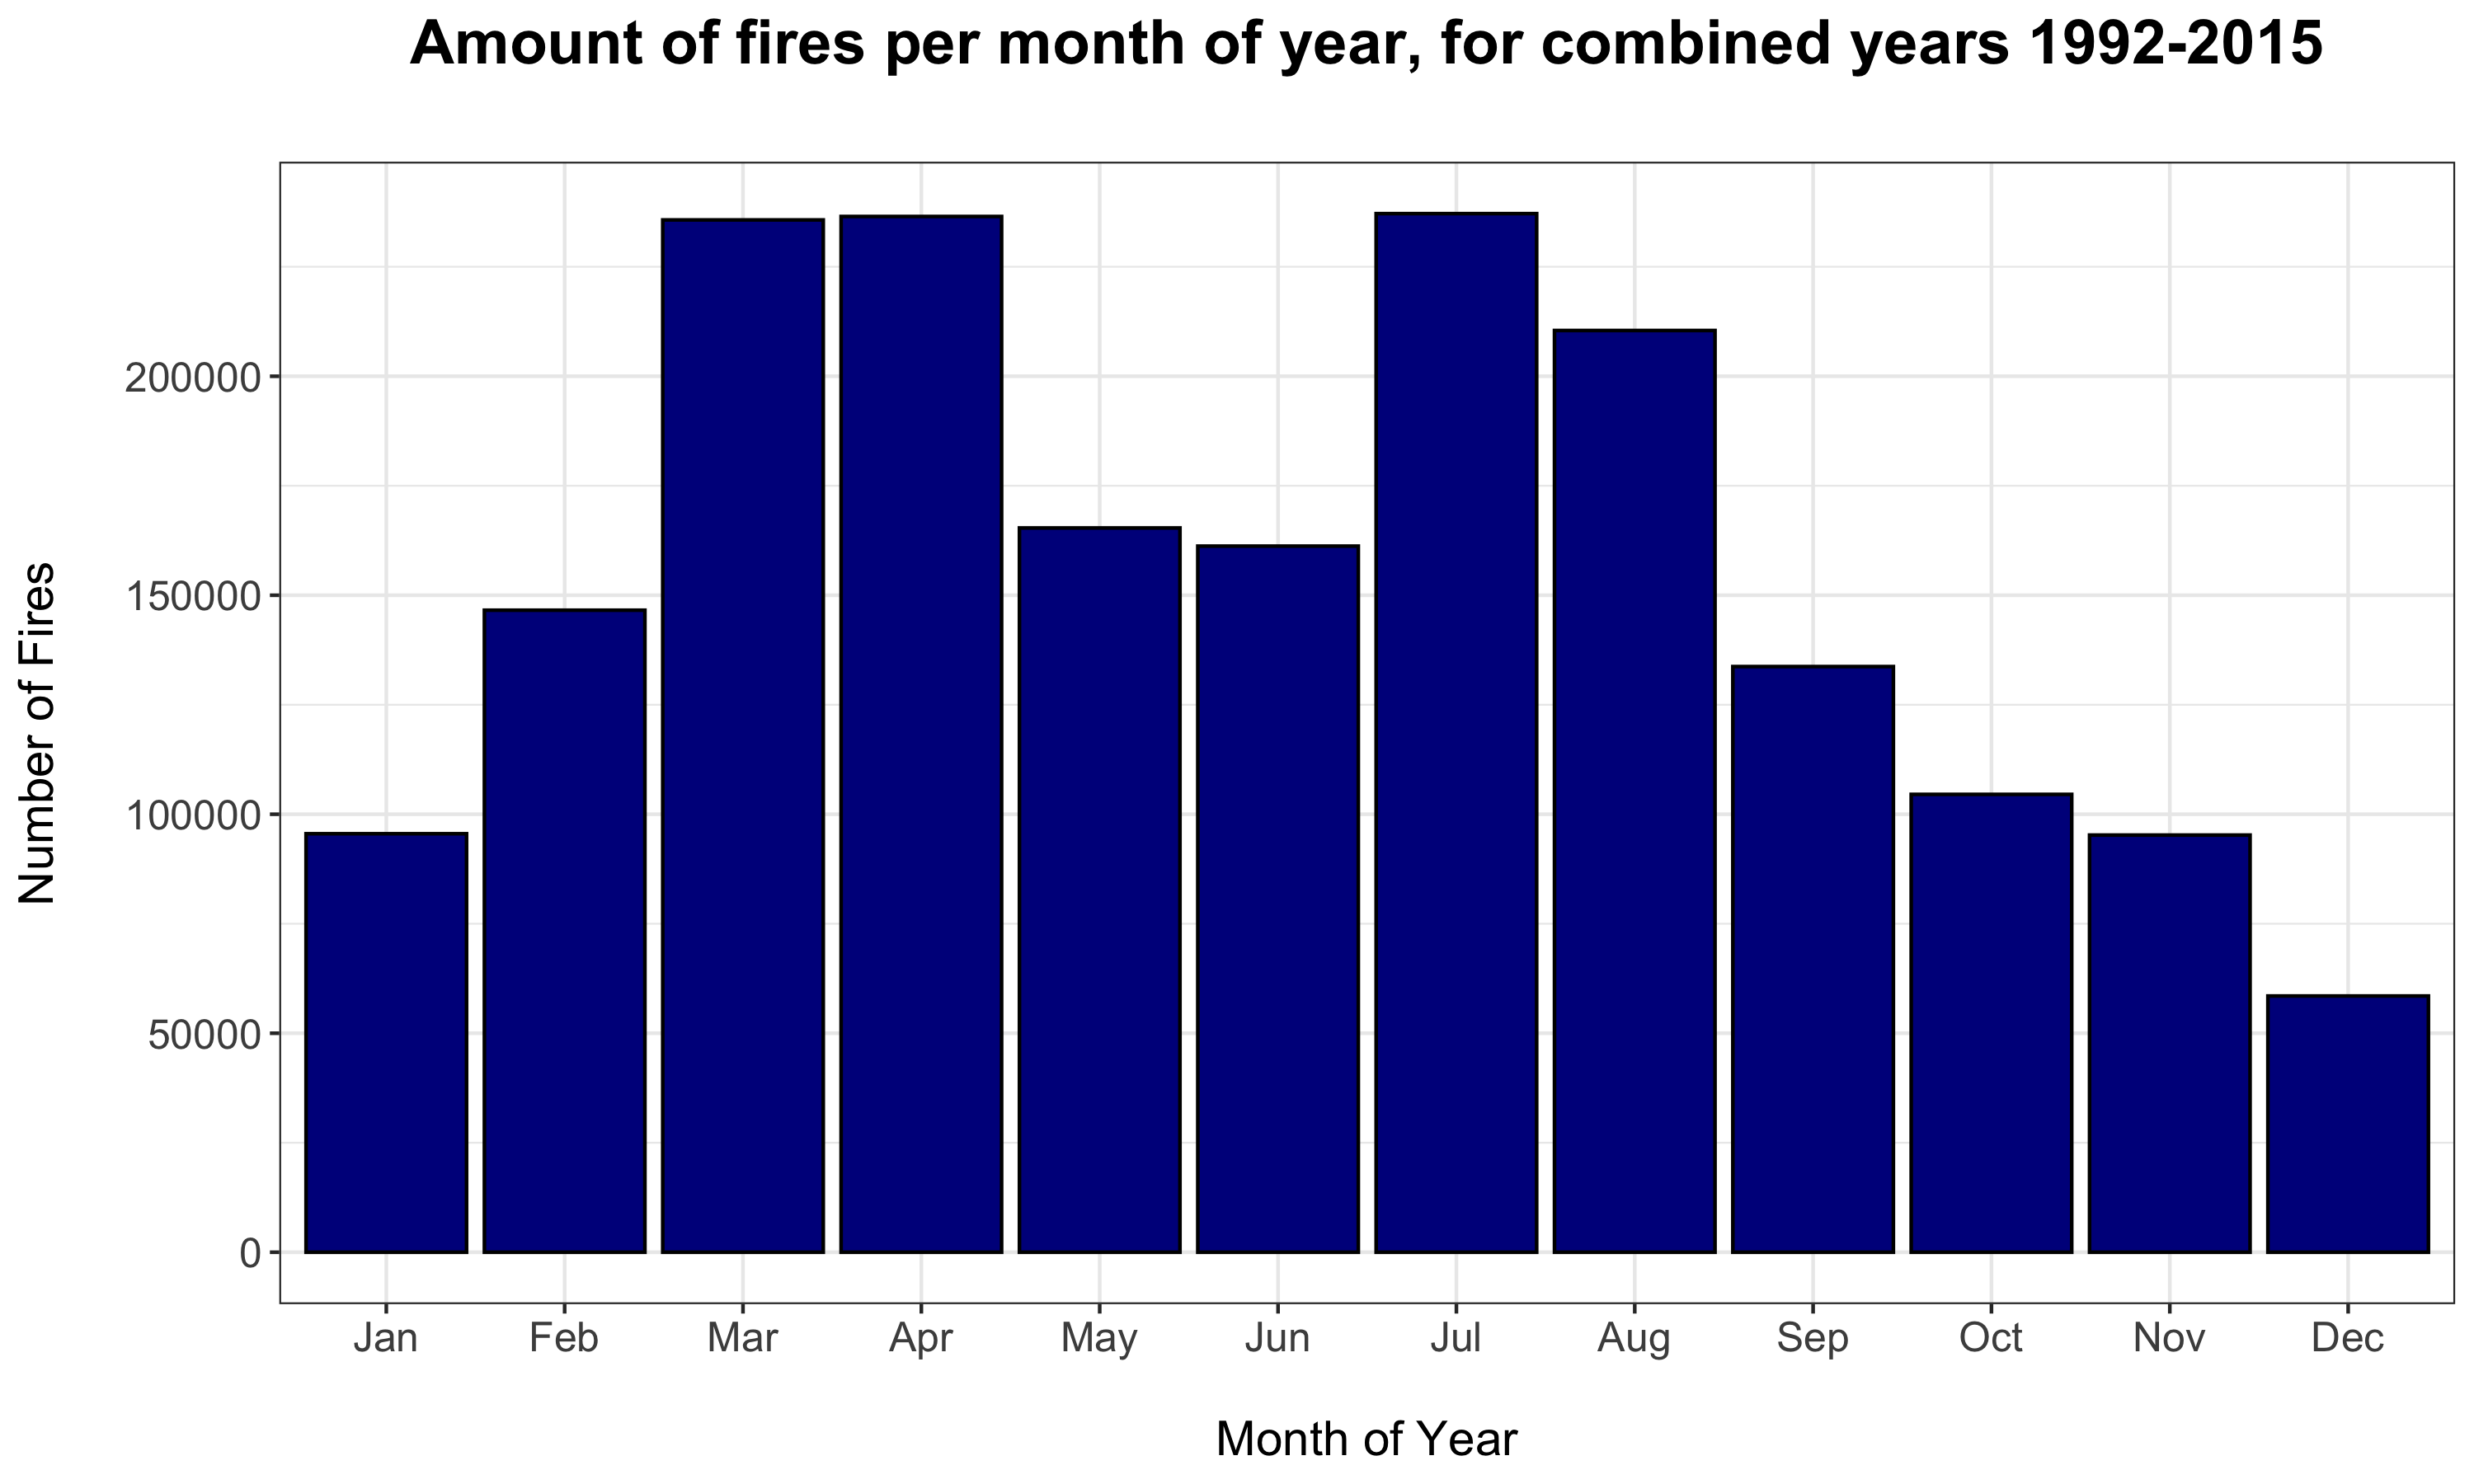 Amount of fires per month of year, for combined years 1992-2015
Number of Fires
200000
150000
100000
50000
0
Jan Feb Mar Apr May Jun Jul Aug Sep Oct Nov Dec
Month of Year